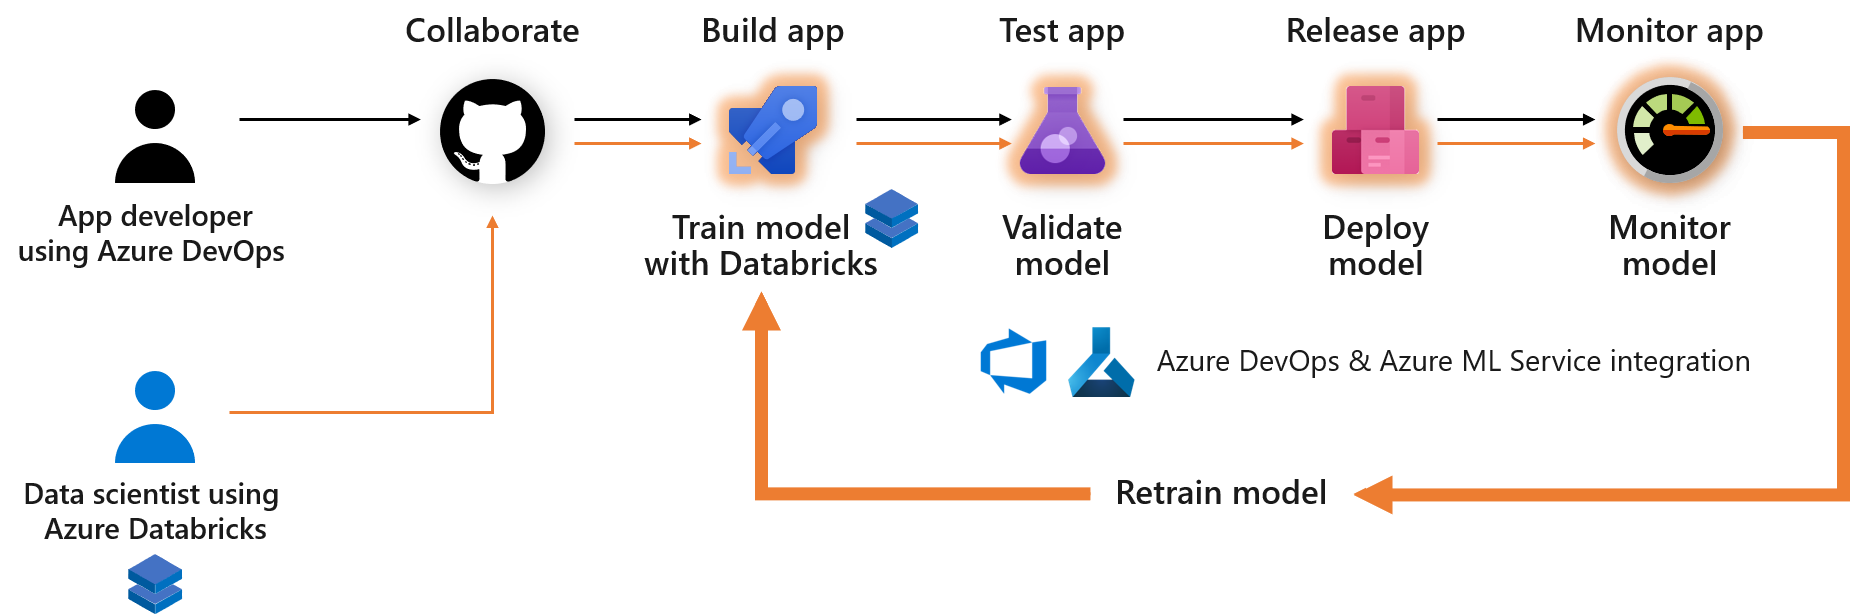 Collaborate
Build app
Test app
Release app
Monitor app
App developer
using Azure DevOps
Train model
with Databricks
Validate
model
Deploy
model
Monitor
model
Azure DevOps & Azure ML Service integration
Data scientist using
Azure Databricks
Retrain model